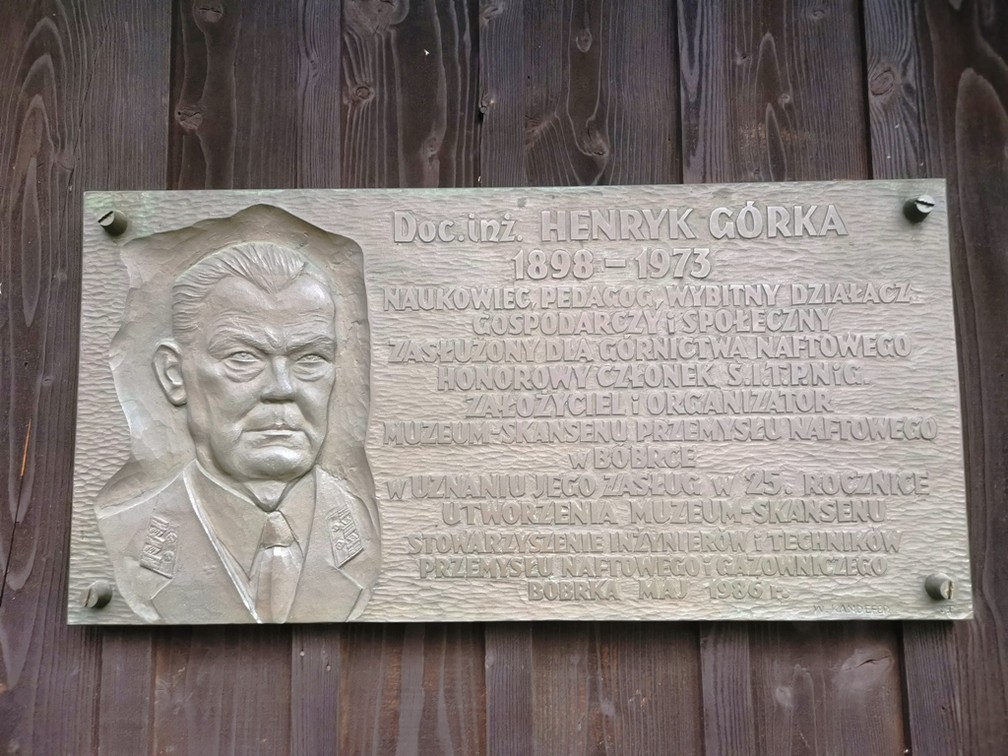 Doc. inż. HENRYK GÓRKA
1898 – 1973
NAUKOWIEC, PEDAGOG, WYBITNY DZIAŁACZ
GOSPODARCZY i SPOŁECZNY
ZASŁUŻONY DLA GÓRNICTWA NAFTOWEGO
HONOROWY CZŁONEK S.I.T.P.NiG.
ZAŁOŻYCIEL i ORGANIZATOR
MUZEUM-SKANSENU PRZEMYSŁU NAFTOWEGO
w BÓBRCE
W UZNANIU JEGO ZASŁUG w 25. ROCZNICE
UTWORZENIA MUZEUM-SKANSENU
STOWARZYSZENIE INŻYNIERÓW i TECHNIKÓW
PRZEMYSŁU NAFTOWEGO i GAZOWNICZEGO
BÓBRKA MAJ 1986 r.